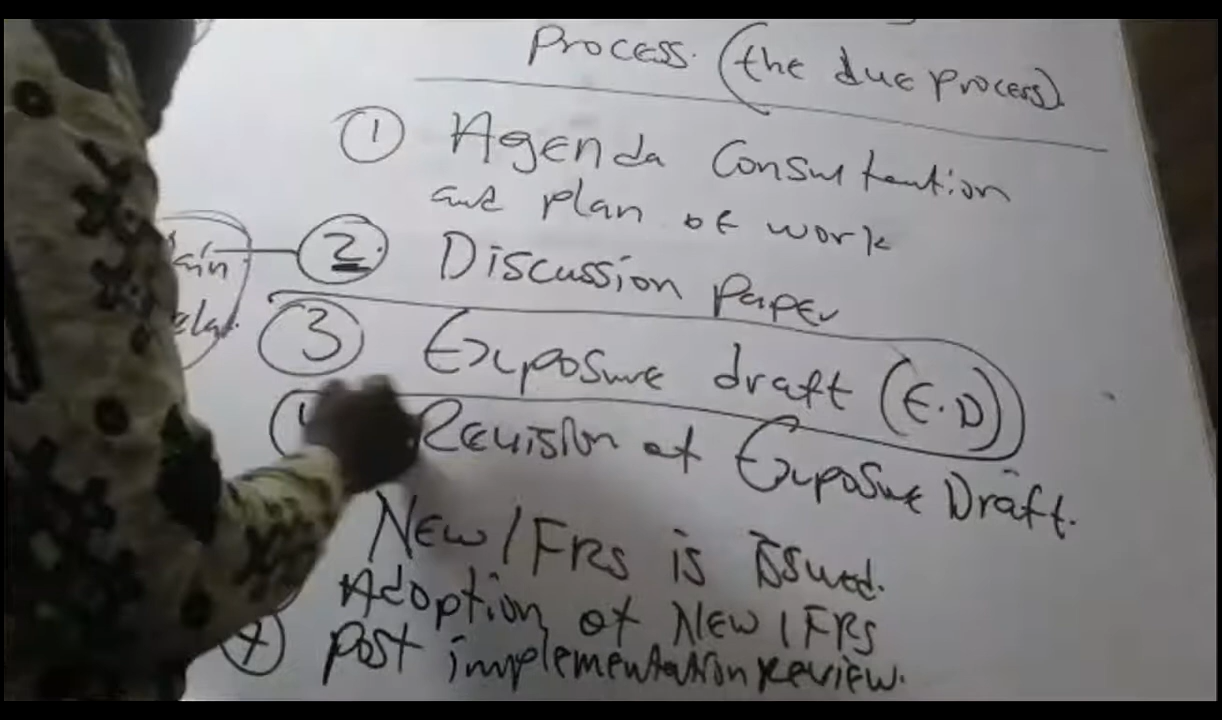 Process. (the due process).
① Agenda Consultation
and plan of work
2. Discussion paper
3 Exposure draft (E.D)
Revision of Exposure Draft.
New IFRS is issued.
Adoption of New IFRS
7 post implementation review.